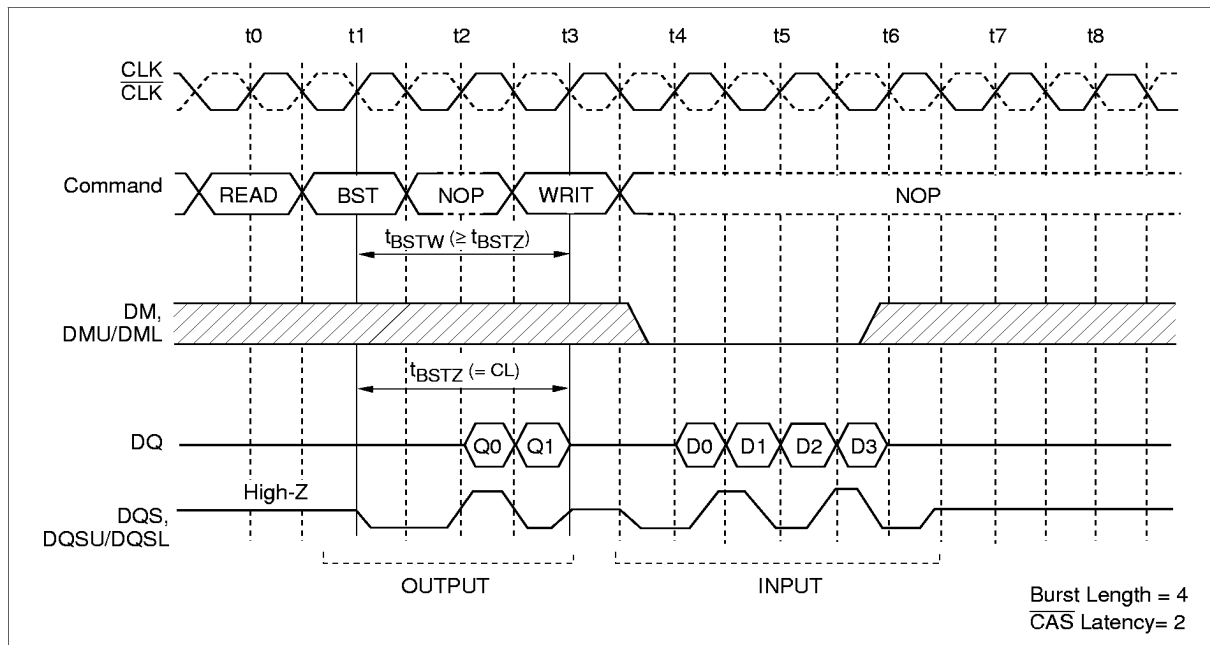 t0 t1 t2 t3 t4 t5 t6 t7 t8
CLK
CLK
Command READ BST NOP WRIT NOP
tBSTW (≥ tBSTZ)
DM,
DMU/DML
tBSTZ (= CL)
DQ Q0 Q1 D0 D1 D2 D3
High-Z
DQS,
DQSU/DQSL
OUTPUT INPUT
Burst Length = 4
CAS Latency= 2